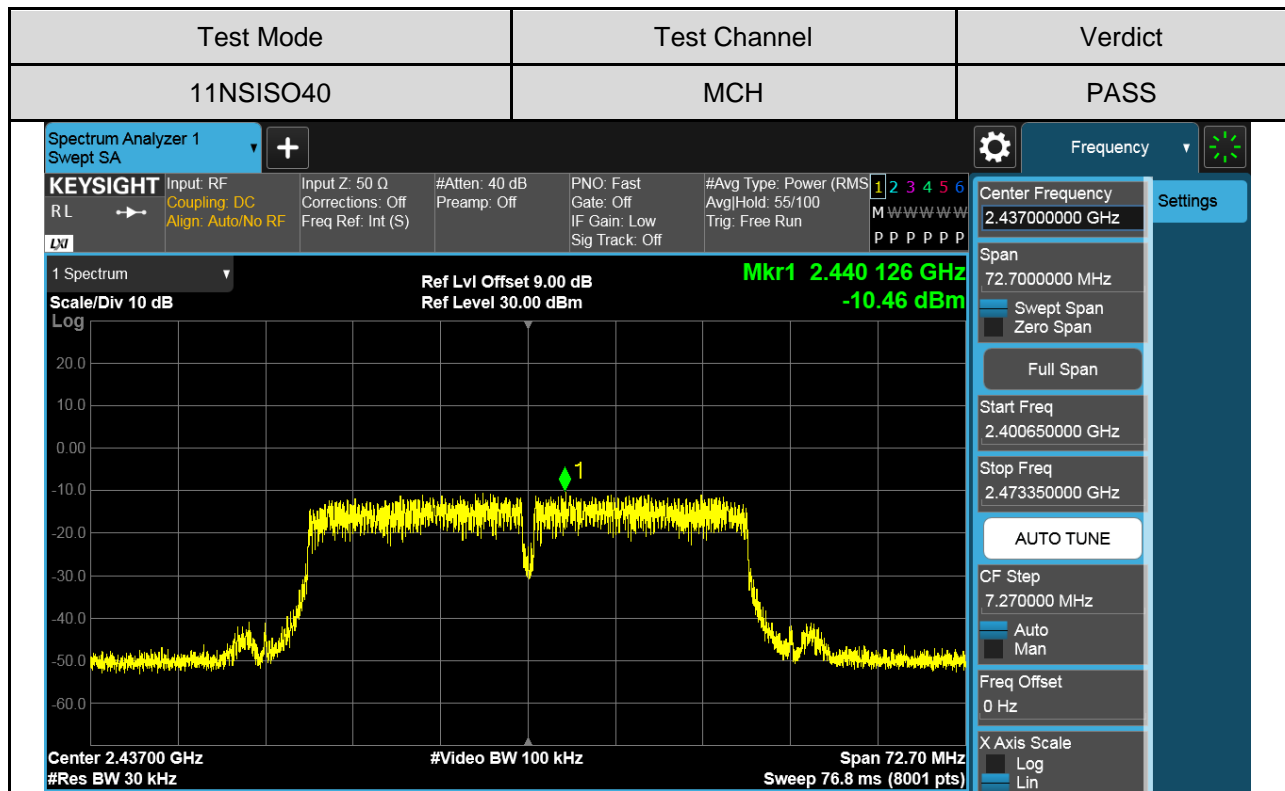 Test Mode Test Channel Verdict
11NSISO40 MCH PASS
Spectrum Analyzer 1
Swept SA
+
Frequency
KEYSIGHT Input: RF Input Z: 50 Ω #Atten: 40 dB PNO: Fast #Avg Type: Power (RMS 1 2 3 4 5 6
RL Coupling: DC Corrections: Off Preamp: Off Gate: Off Avg|Hold: 55/100 M W W W W W
Align: Auto/No RF Freq Ref: Int (S) IF Gain: Low Trig: Free Run
LXI Sig Track: Off P P P P P P
1 Spectrum
Scale/Div 10 dB
Ref Lvl Offset 9.00 dB
Ref Level 30.00 dBm
Mkr1 2.440 126 GHz
-10.46 dBm
Log
20.0
10.0
0.00
1
-10.0
-20.0
-30.0
-40.0
-50.0
-60.0
Center 2.43700 GHz #Video BW 100 kHz Span 72.70 MHz
#Res BW 30 kHz Sweep 76.8 ms (8001 pts)
Center Frequency
2.437000000 GHz
Settings
Span
72.7000000 MHz
Swept Span
Zero Span
Full Span
Start Freq
2.400650000 GHz
Stop Freq
2.473350000 GHz
AUTO TUNE
CF Step
7.270000 MHz
Auto
Man
Freq Offset
0 Hz
X Axis Scale
Log
Lin